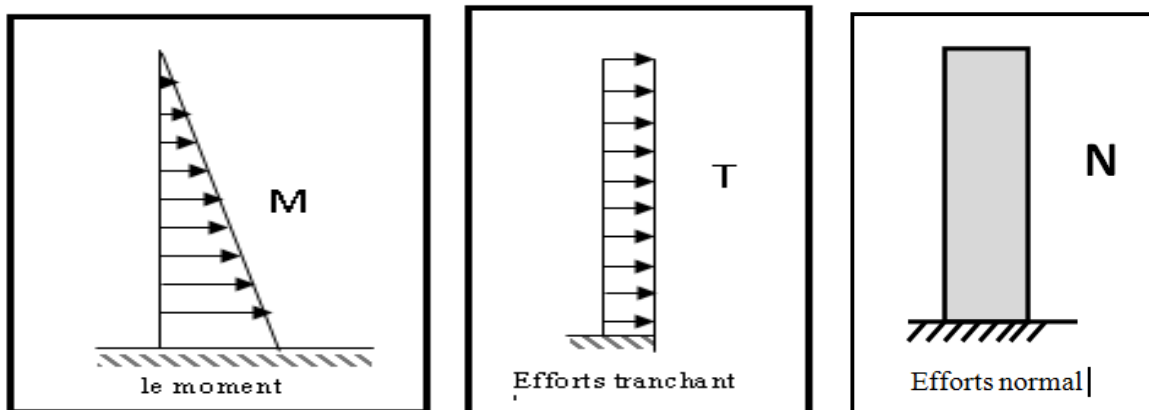 M
le moment
T
Efforts tranchant
N
Efforts normal